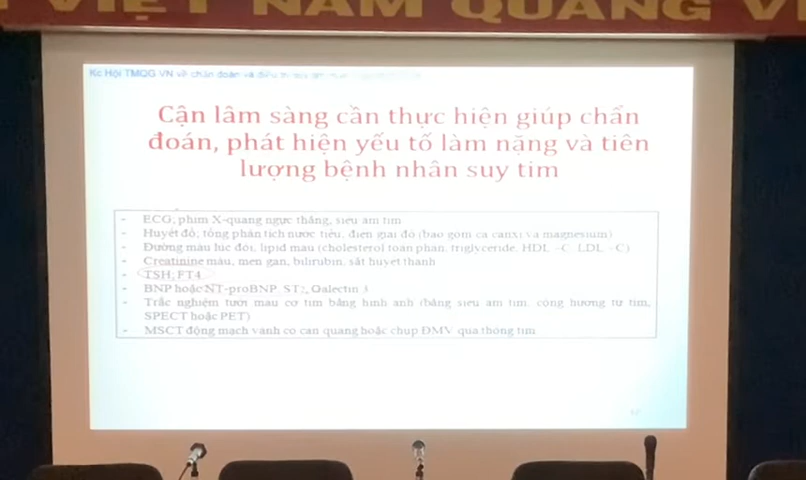 VIỆT NAM QUANG V
Kc Hội TMQG VN về chẩn đoán và điều trị suy tim
Cận lâm sàng cần thực hiện giúp chẩn
đoán, phát hiện yếu tố làm nặng và tiên
lượng bệnh nhân suy tim
- ECG; phim X-quang ngực thẳng, siêu âm tim
- Huyết đồ; tổng phân tích nước tiểu, điện giải đồ (bao gồm cả canxi và magnesium)
- Đường máu lúc đói, lipid máu (cholesterol toàn phần, triglyceride, HDL -C, LDL -C)
- Creatinine máu, men gan, bilirubin, sắt huyết thanh
- TSH; FT4
- BNP hoặc NT-proBNP, ST2, Galectin 3
- Trắc nghiệm tưới máu cơ tim bằng hình ảnh (bằng siêu âm tim, cộng hưởng từ tim,
SPECT hoặc PET)
- MSCT động mạch vành có cản quang hoặc chụp ĐMV qua thông tim